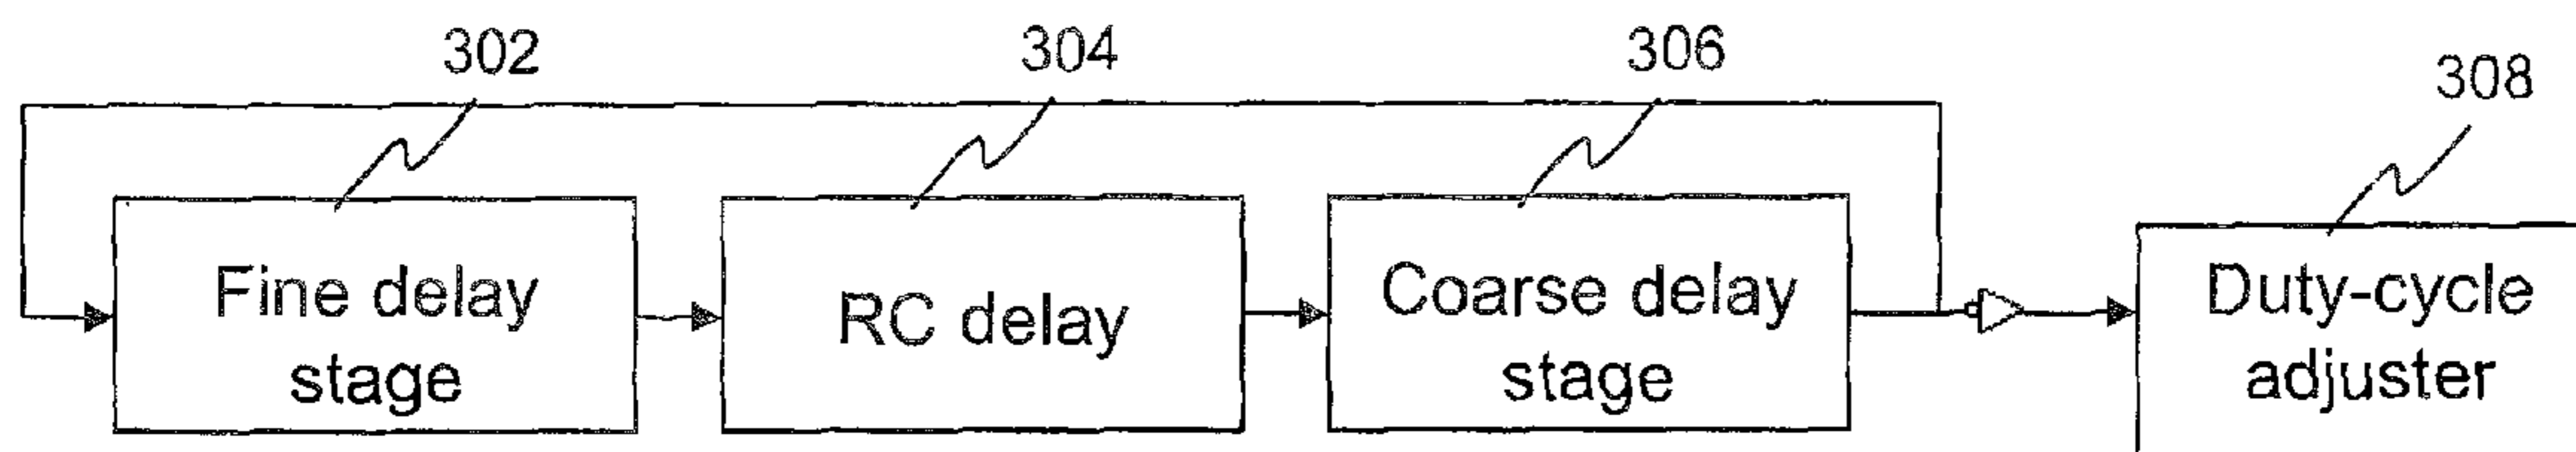 302
304
306
308
Fine delay
stage
RC delay
Coarse delay
stage
Duty-cycle
adjuster